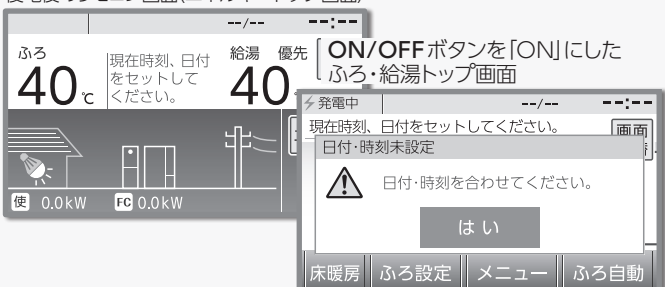 --/-- --:--
ふろ
40℃
現在時刻、日付
をセットして
ください。
給湯 優先
40
使 0.0kW
FC 0.0kW
ON/OFFボタンを「ON」にした
ふろ・給湯トップ画面
発電中 --/-- --:--
現在時刻、日付をセットしてください。
画面
日付・時刻未設定
日付・時刻を合わせてください。
はい
床暖房 ふろ設定 メニュー ふろ自動